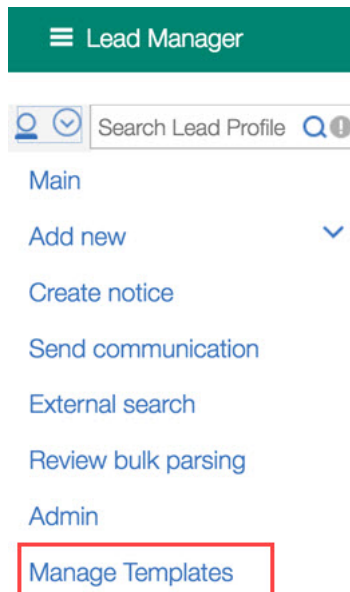 Lead Manager
Search Lead Profile
Main
Add new
Create notice
Send communication
External search
Review bulk parsing
Admin
Manage Templates